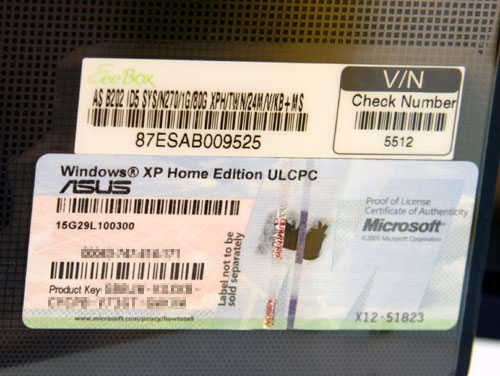 EeeBox
AS B202 ID5 SYS/N270/1G/80G XPH/TWN/24M/V/KB+MS
87ESAB009525
V/N
Check Number
5512
Windows® XP Home Edition ULCPC
ASUS
15G29L100300
Product Key:
www.microsoft.com/piracy/howtotell
Label not to be
sold separately
Proof of License
Certificate of Authenticity
Microsoft®
©2005 Microsoft Corporation
X12-51823